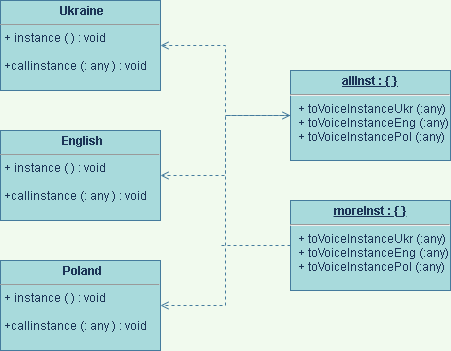 Ukraine
+ instance ( ) : void
+callinstance (: any ) : void
English
+ instance ( ) : void
+callinstance (: any ) : void
Poland
+ instance ( ) : void
+callinstance (: any ) : void
allInst : { }
+ toVoiceInstanceUkr (:any)
+ toVoiceInstanceEng (:any)
+ toVoiceInstancePol (:any)
moreInst : { }
+ toVoiceInstanceUkr (:any)
+ toVoiceInstanceEng (:any)
+ toVoiceInstancePol (:any)